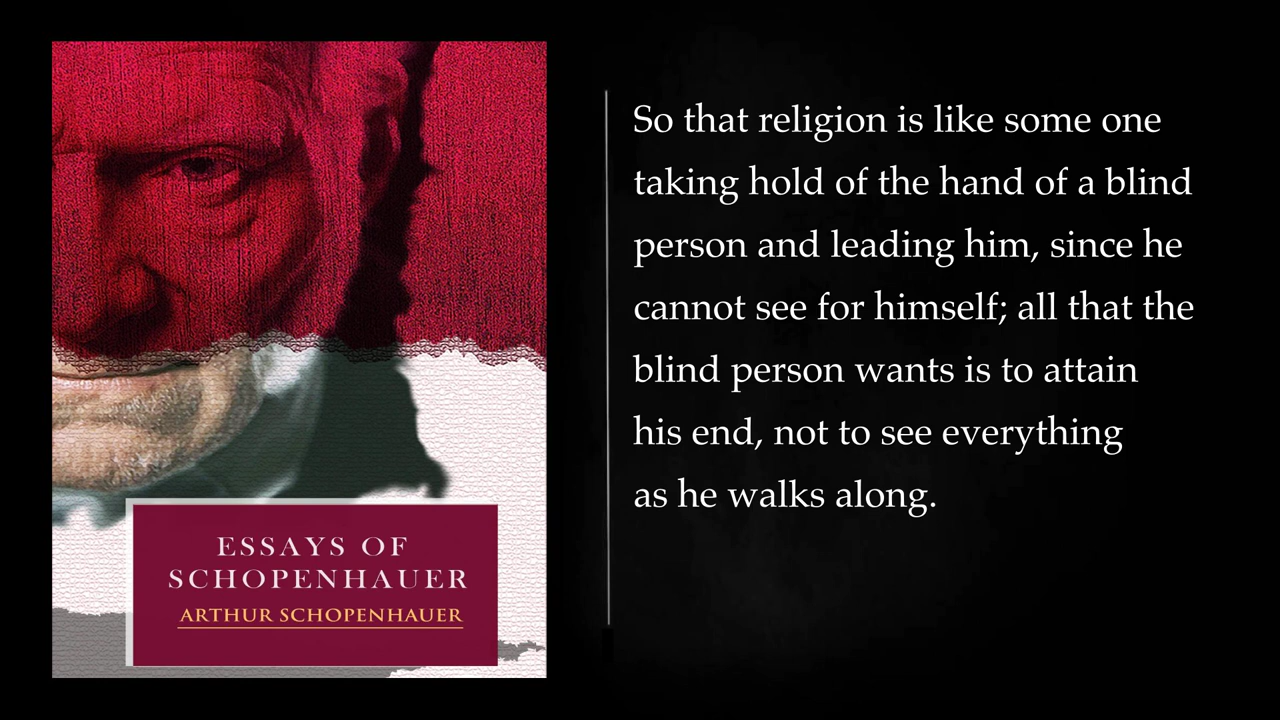 ESSAYS OF
SCHOPENHAUER
ARTHUR SCHOPENHAUER
So that religion is like some one
taking hold of the hand of a blind
person and leading him, since he
cannot see for himself; all that the
blind person wants is to attain
his end, not to see everything
as he walks along.